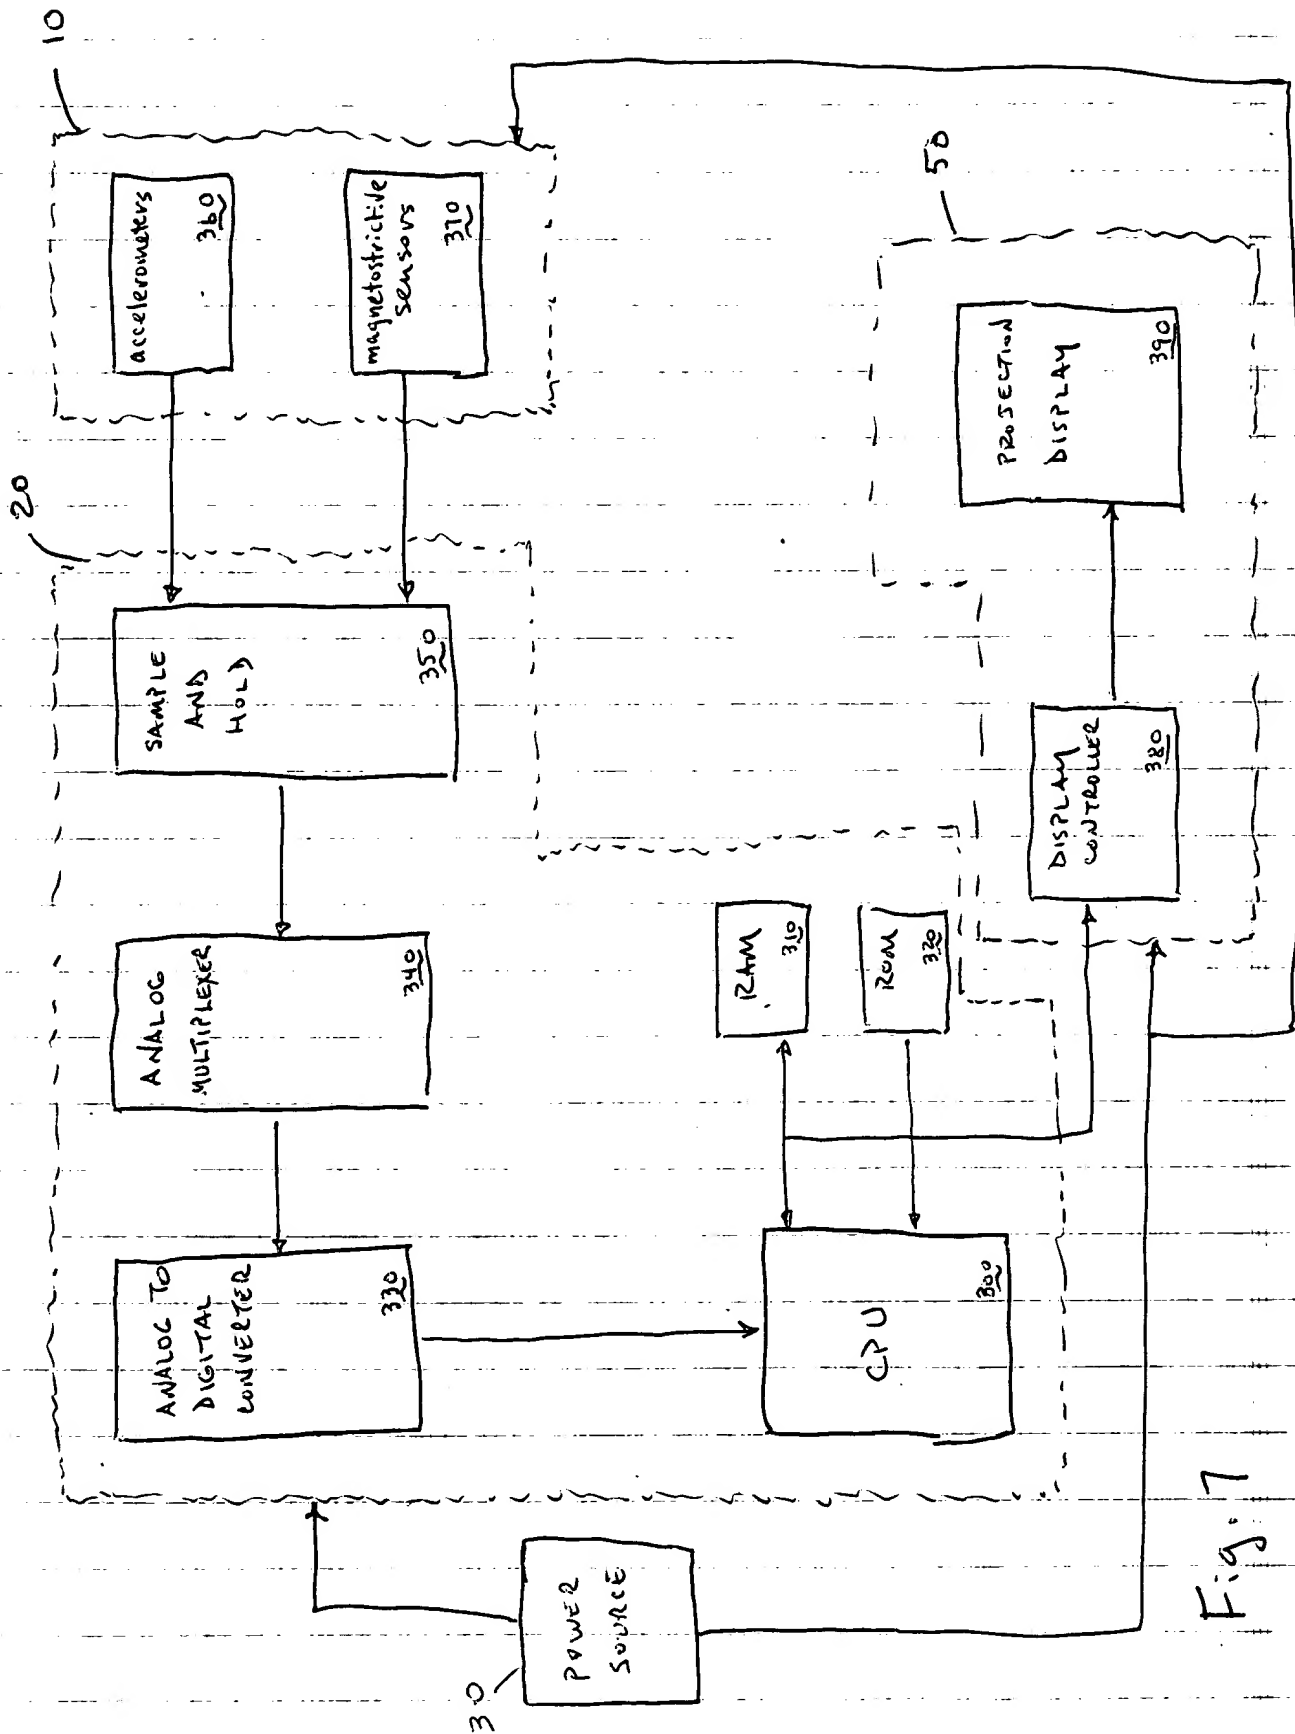 10
accelerometers
360
magnetostrictive
sensors
370
20
SAMPLE
AND
HOLD
350
ANALOG
MULTIPLEXER
340
ANALOG TO
DIGITAL
CONVERTER
330
RAM
310
ROM
320
CPU
300
50
PROJECTION
DISPLAY
390
DISPLAY
CONTROLLER
380
30
POWER
SOURCE
Fig. 7